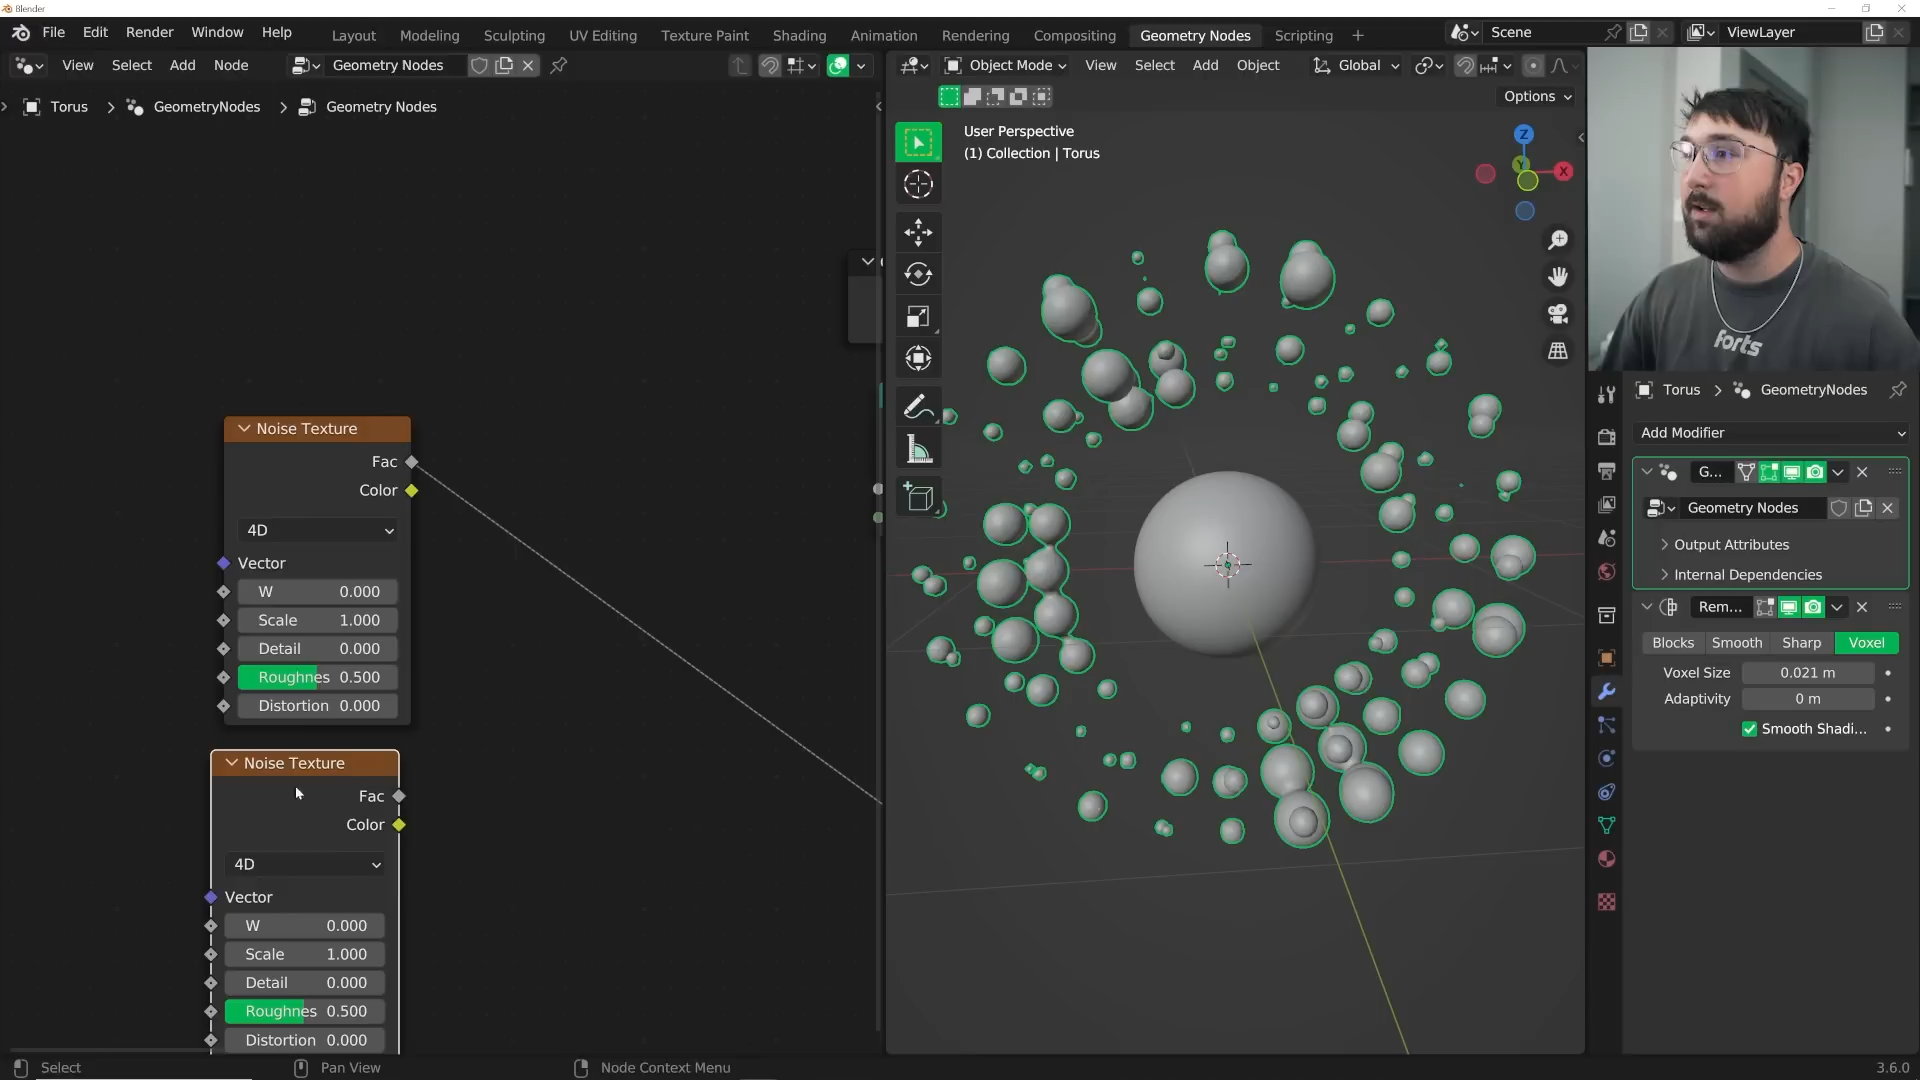 Blender
File Edit Render Window Help
Layout Modeling Sculpting UV Editing Texture Paint Shading Animation Rendering Compositing Geometry Nodes Scripting +
Scene
ViewLayer
View Select Add Node
Geometry Nodes
Object Mode View Select Add Object Global
Torus > GeometryNodes > Geometry Nodes
Options
User Perspective
(1) Collection | Torus
Z
Y
X
forts
Noise Texture
Fac
Color
4D
Vector
W 0.000
Scale 1.000
Detail 0.000
Roughnes 0.500
Distortion 0.000
Noise Texture
Fac
Color
4D
Vector
W 0.000
Scale 1.000
Detail 0.000
Roughnes 0.500
Distortion 0.000
Torus > GeometryNodes
Add Modifier
G...
Geometry Nodes
Output Attributes
Internal Dependencies
Rem...
Blocks Smooth Sharp Voxel
Voxel Size 0.021 m
Adaptivity 0 m
Smooth Shadi...
Select
Pan View
Node Context Menu
3.6.0